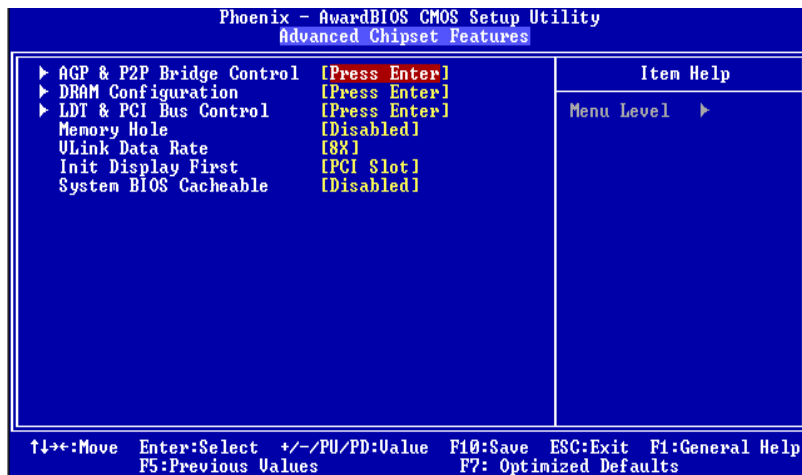 Phoenix - AwardBIOS CMOS Setup Utility
Advanced Chipset Features
▶ AGP & P2P Bridge Control [Press Enter]
▶ DRAM Configuration [Press Enter]
▶ LDT & PCI Bus Control [Press Enter]
Memory Hole [Disabled]
VLink Data Rate [8X]
Init Display First [PCI Slot]
System BIOS Cacheable [Disabled]
Item Help
Menu Level ▶
↑↓→←:Move Enter:Select +/-/PU/PD:Value F10:Save ESC:Exit F1:General Help
F5:Previous Values F7: Optimized Defaults